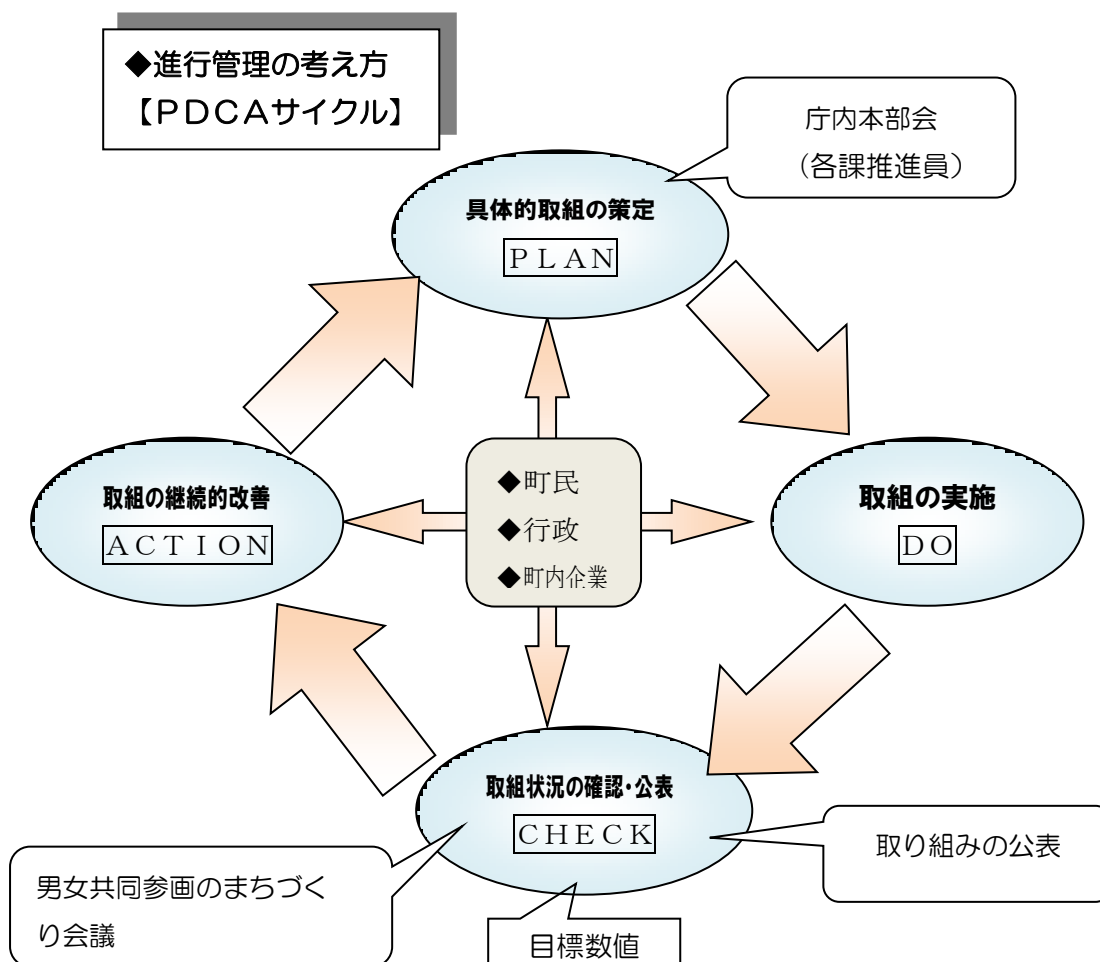 ◆進行管理の考え方
【PDCAサイクル】
庁内本部会
（各課推進員）
具体的取組の策定
ＰＬＡＮ
取組の継続的改善
ＡＣＴＩＯＮ
◆町民
◆行政
◆町内企業
取組の実施
ＤＯ
取組状況の確認・公表
ＣＨＥＣＫ
取り組みの公表
男女共同参画のまちづく
り会議
目標数値